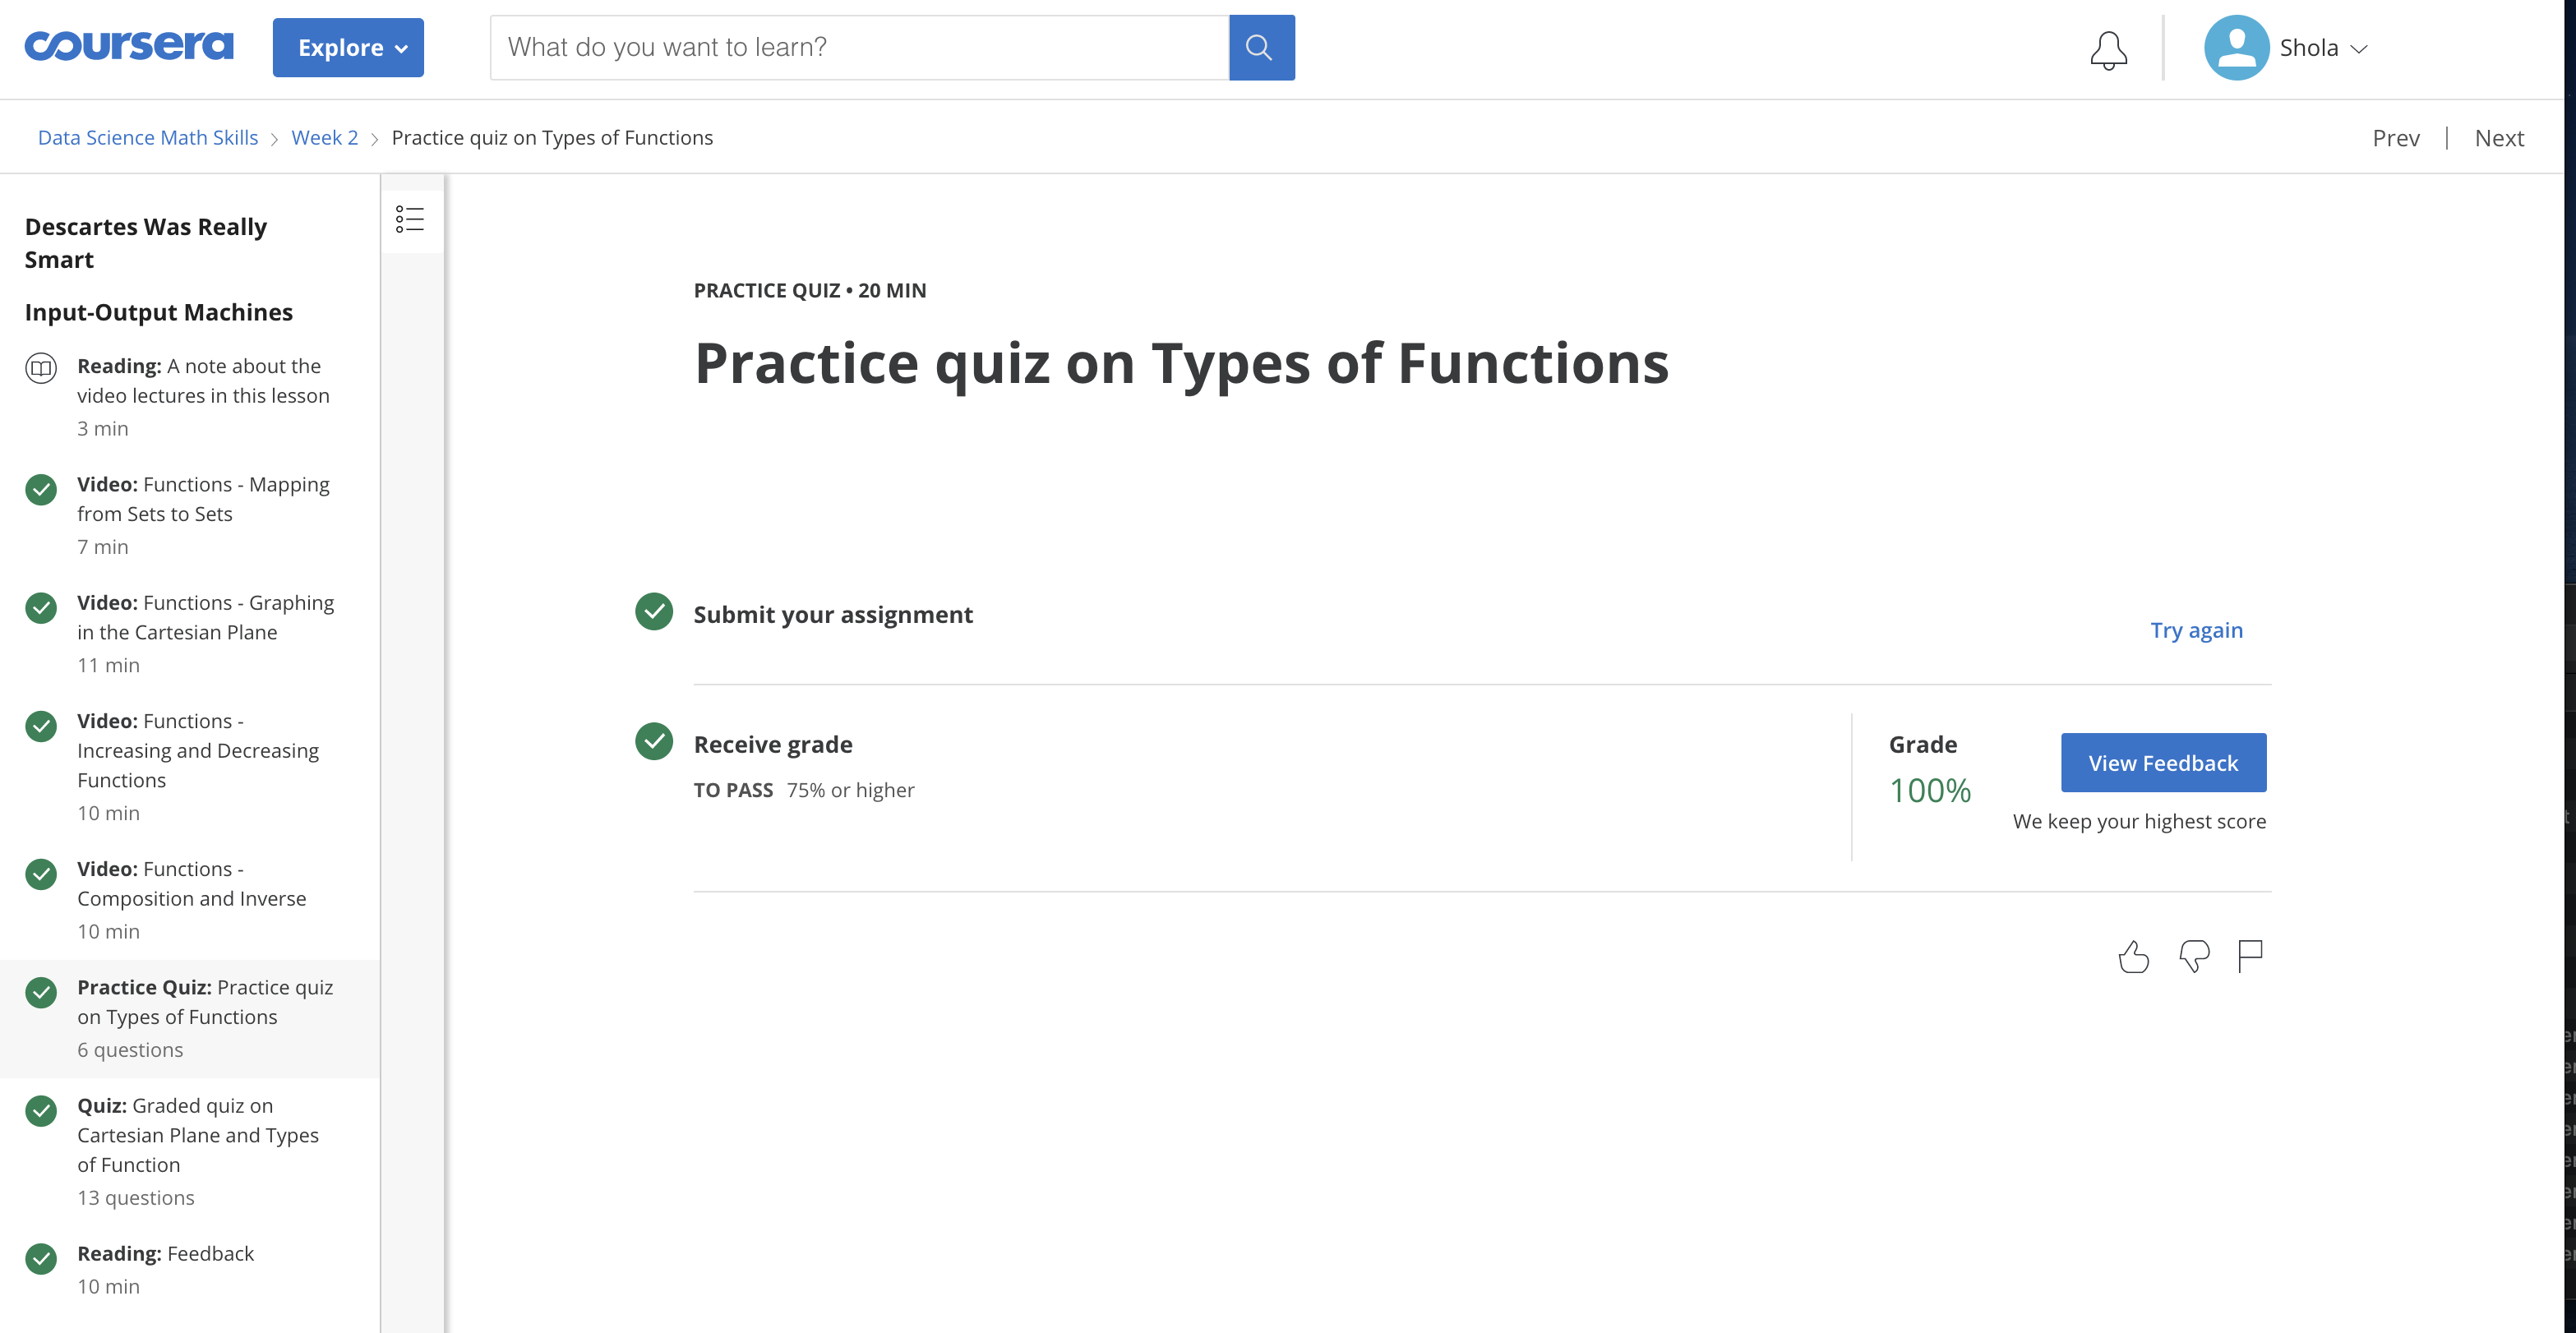 coursera
Explore
What do you want to learn?
Shola
Data Science Math Skills
Week 2
Practice quiz on Types of Functions
Prev
Next
Descartes Was Really
Smart
Input-Output Machines
Reading: A note about the
video lectures in this lesson
3 min
Video: Functions - Mapping
from Sets to Sets
7 min
Video: Functions - Graphing
in the Cartesian Plane
11 min
Video: Functions -
Increasing and Decreasing
Functions
10 min
Video: Functions -
Composition and Inverse
10 min
Practice Quiz: Practice quiz
on Types of Functions
6 questions
Quiz: Graded quiz on
Cartesian Plane and Types
of Function
13 questions
Reading: Feedback
10 min
PRACTICE QUIZ • 20 MIN
Practice quiz on Types of Functions
Submit your assignment
Try again
Receive grade
TO PASS 75% or higher
Grade
100%
View Feedback
We keep your highest score